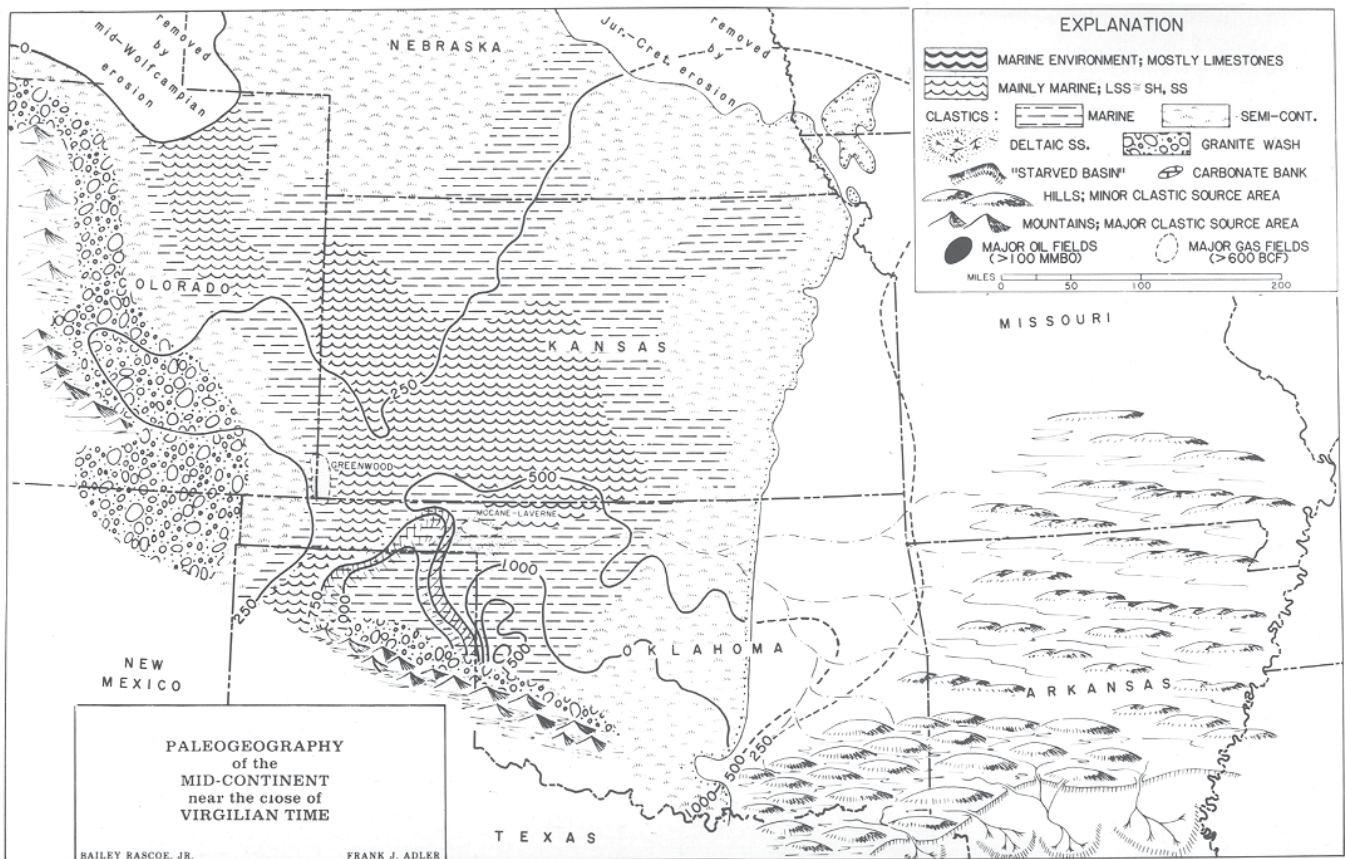 removed
by
mid-Wolfcampian
erosion
O
NEBRASKA
removed
by
Jur-Cret. erosion
EXPLANATION
MARINE ENVIRONMENT; MOSTLY LIMESTONES
MAINLY MARINE; LSS ≅ SH, SS
CLASTICS : MARINE SEMI-CONT.
DELTAIC SS. GRANITE WASH
"STARVED BASIN" CARBONATE BANK
HILLS; MINOR CLASTIC SOURCE AREA
MOUNTAINS; MAJOR CLASTIC SOURCE AREA
MAJOR OIL FIELDS MAJOR GAS FIELDS
(>100 MMBO) (>600 BCF)
MILES 0 50 100 200
COLORADO
MISSOURI
KANSAS
250
GREENWOOD
500
MOCANE-LAVERNE
1000
250
750
1000
500
OKLAHOMA
NEW
MEXICO
ARKANSAS
250
500
1000
TEXAS
PALEOGEOGRAPHY
of the
MID-CONTINENT
near the close of
VIRGILIAN TIME
BAILEY RASCOE, JR. FRANK J. ADLER